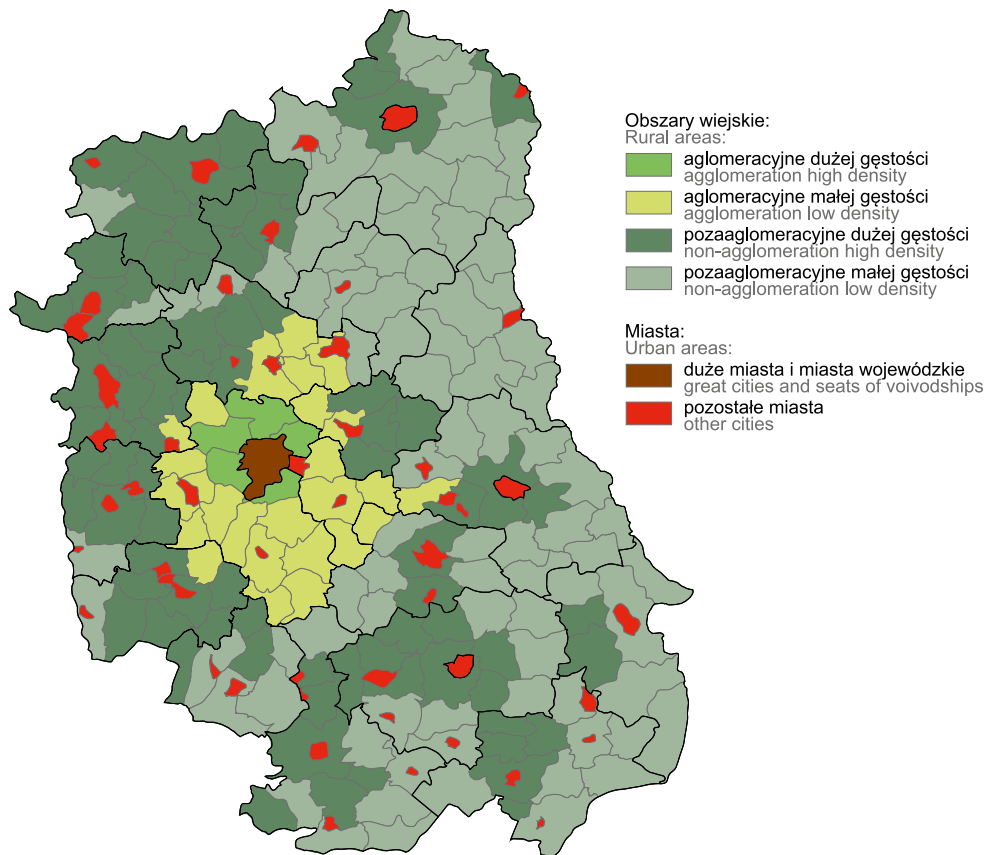 Obszary wiejskie:
Rural areas:
aglomeracyjne dużej gęstości
agglomeration high density
aglomeracyjne małej gęstości
agglomeration low density
pozaaglomeracyjne dużej gęstości
non-agglomeration high density
pozaaglomeracyjne małej gęstości
non-agglomeration low density
Miasta:
Urban areas:
duże miasta i miasta wojewódzkie
great cities and seats of voivodships
pozostałe miasta
other cities